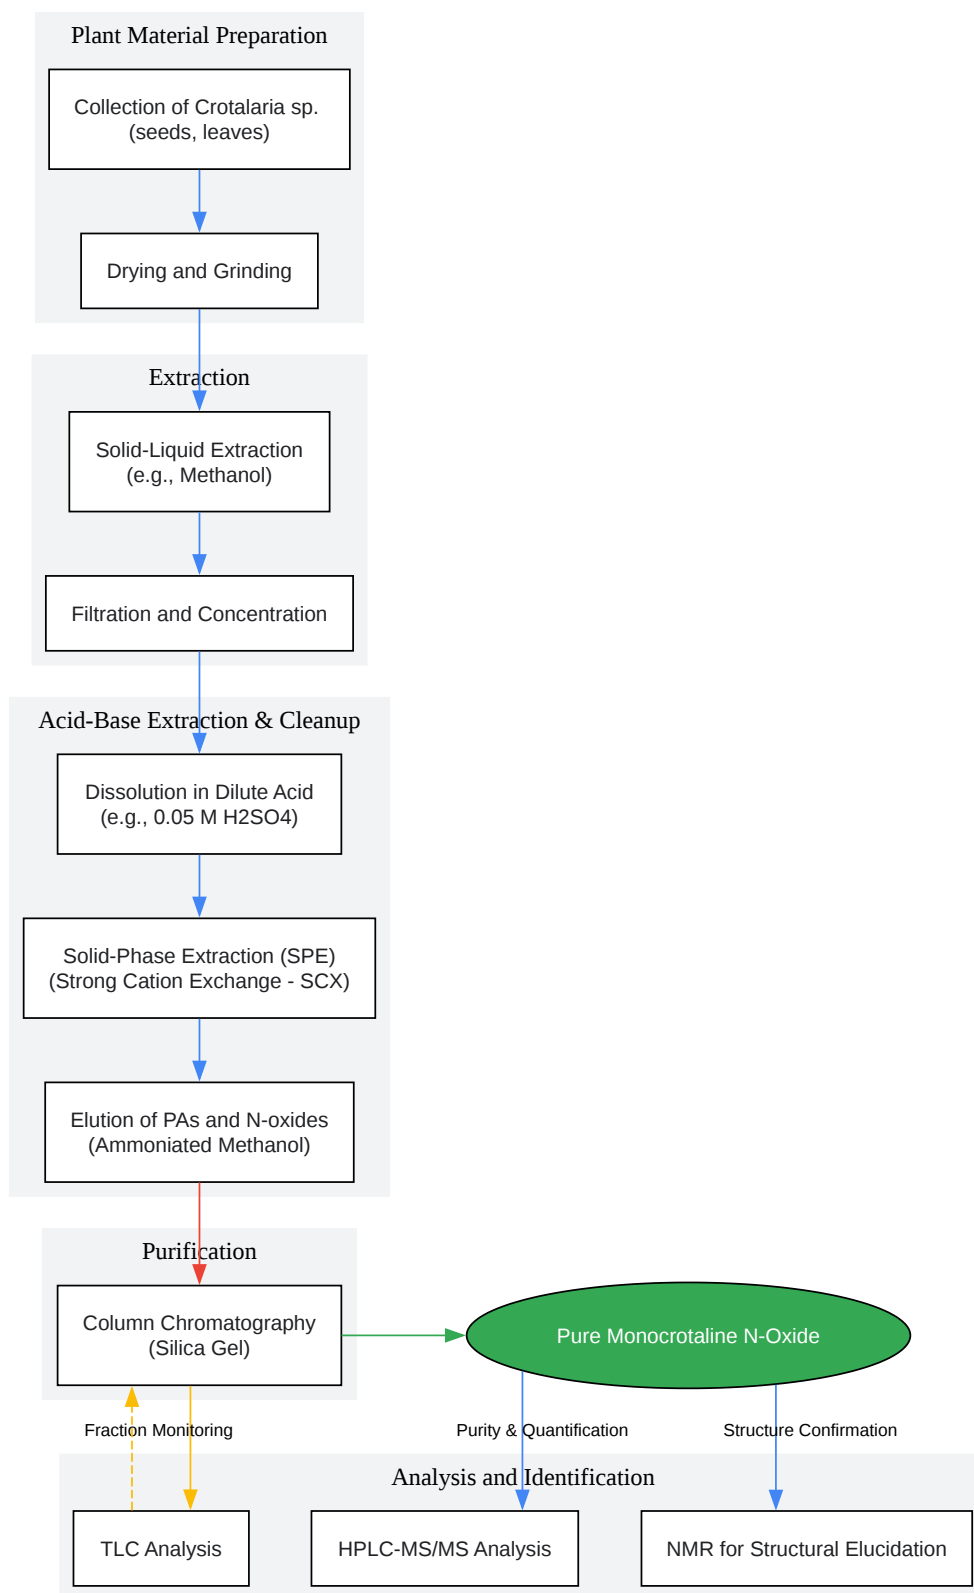 Plant Material Preparation
Collection of Crotalaria sp.
(seeds, leaves)
Drying and Grinding
Extraction
Solid-Liquid Extraction
(e.g., Methanol)
Filtration and Concentration
Acid-Base Extraction & Cleanup
Dissolution in Dilute Acid
(e.g., 0.05 M H2SO4)
Solid-Phase Extraction (SPE)
(Strong Cation Exchange - SCX)
Elution of PAs and N-oxides
(Ammoniated Methanol)
Purification
Column Chromatography
(Silica Gel)
Pure Monocrotaline N-Oxide
Fraction Monitoring
Purity & Quantification
Structure Confirmation
Analysis and Identification
TLC Analysis
HPLC-MS/MS Analysis
NMR for Structural Elucidation